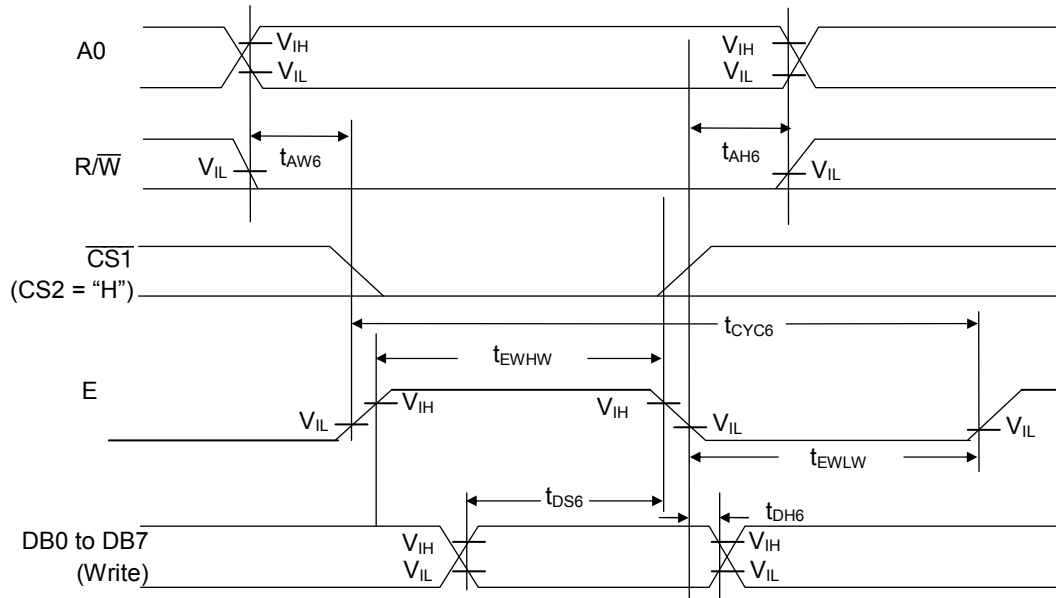 A0
VIH
VIL
VIH
VIL
tAW6
tAH6
R/W̅
VIL
VIL
C̅S̅1̅
(CS2 = “H”)
tCYC6
tEWHW
E
VIL
VIH
VIH
VIL
VIL
tEWLW
tDS6
tDH6
DB0 to DB7
(Write)
VIH
VIL
VIH
VIL